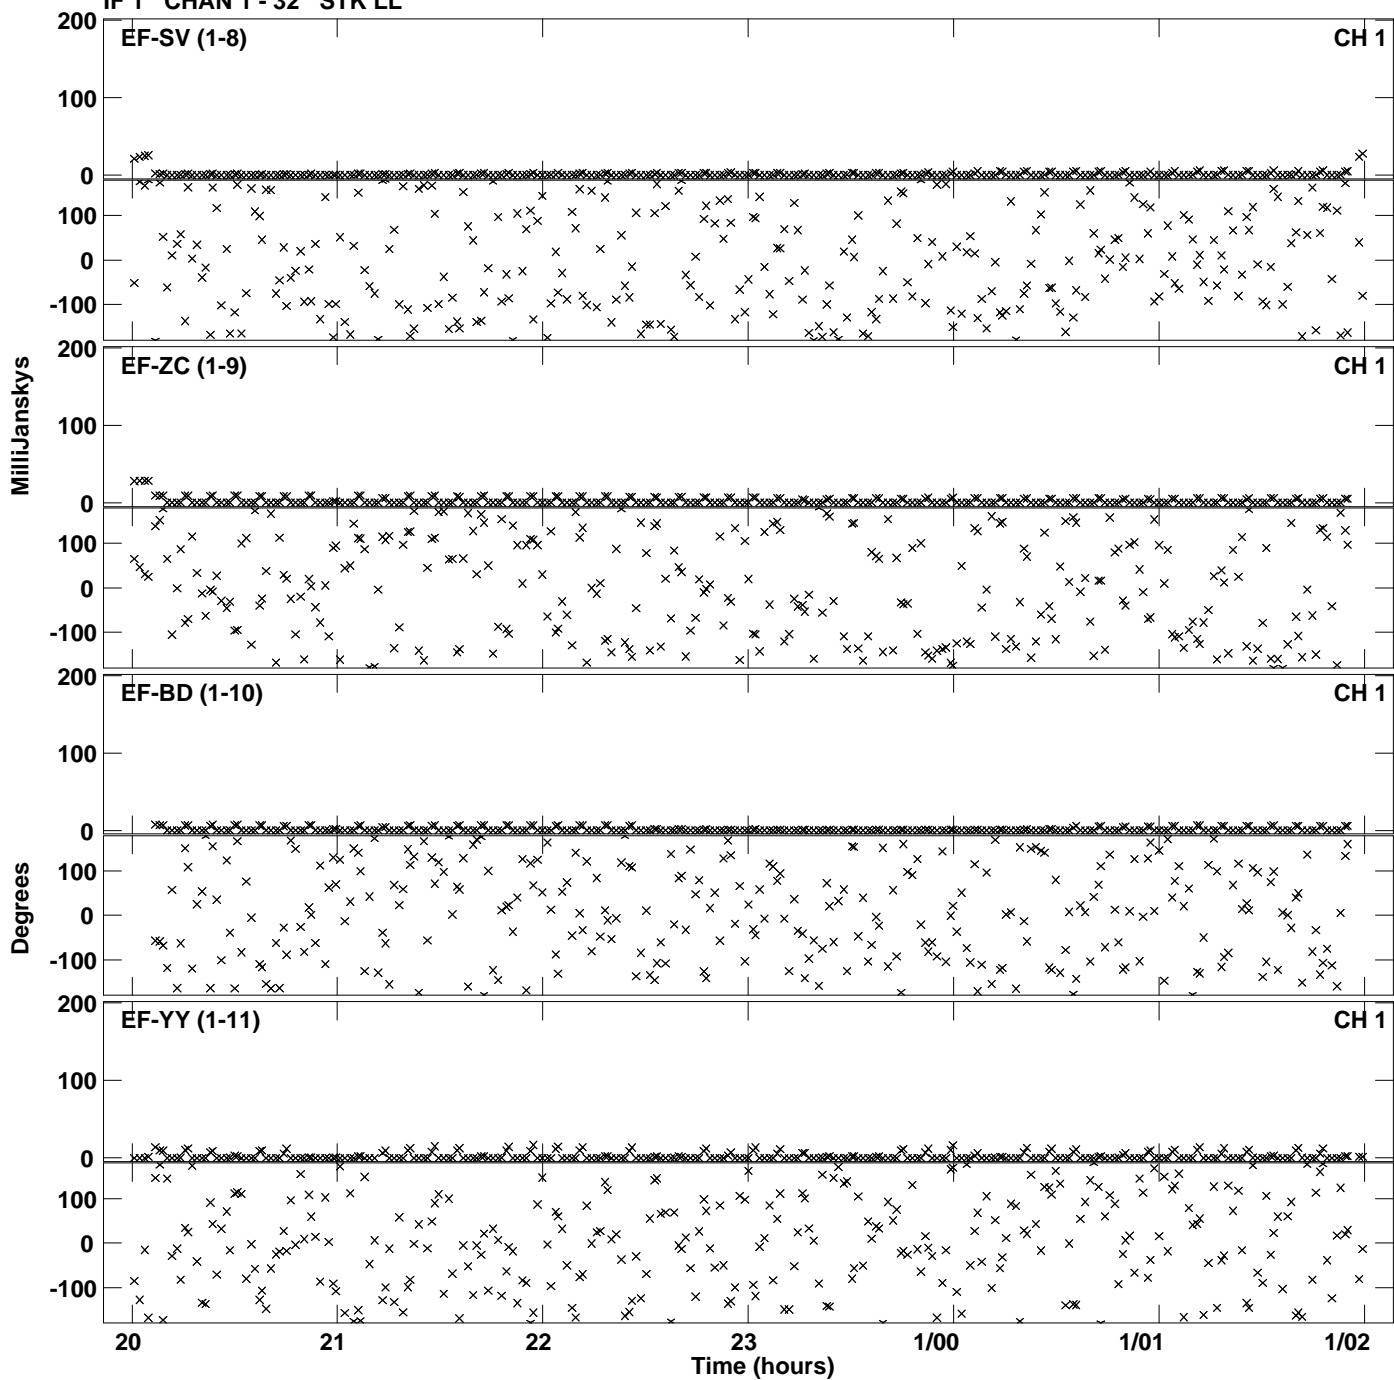 IF 1 CHAN 1 - 32 STK LL
200
EF-SV (1-8)
CH 1
100
0
100
0
-100
200
EF-ZC (1-9)
CH 1
100
0
100
0
-100
MilliJanskys
200
EF-BD (1-10)
CH 1
100
0
100
0
-100
Degrees
200
EF-YY (1-11)
CH 1
100
0
100
0
-100
20 21 22 23 1/00 1/01 1/02
Time (hours)